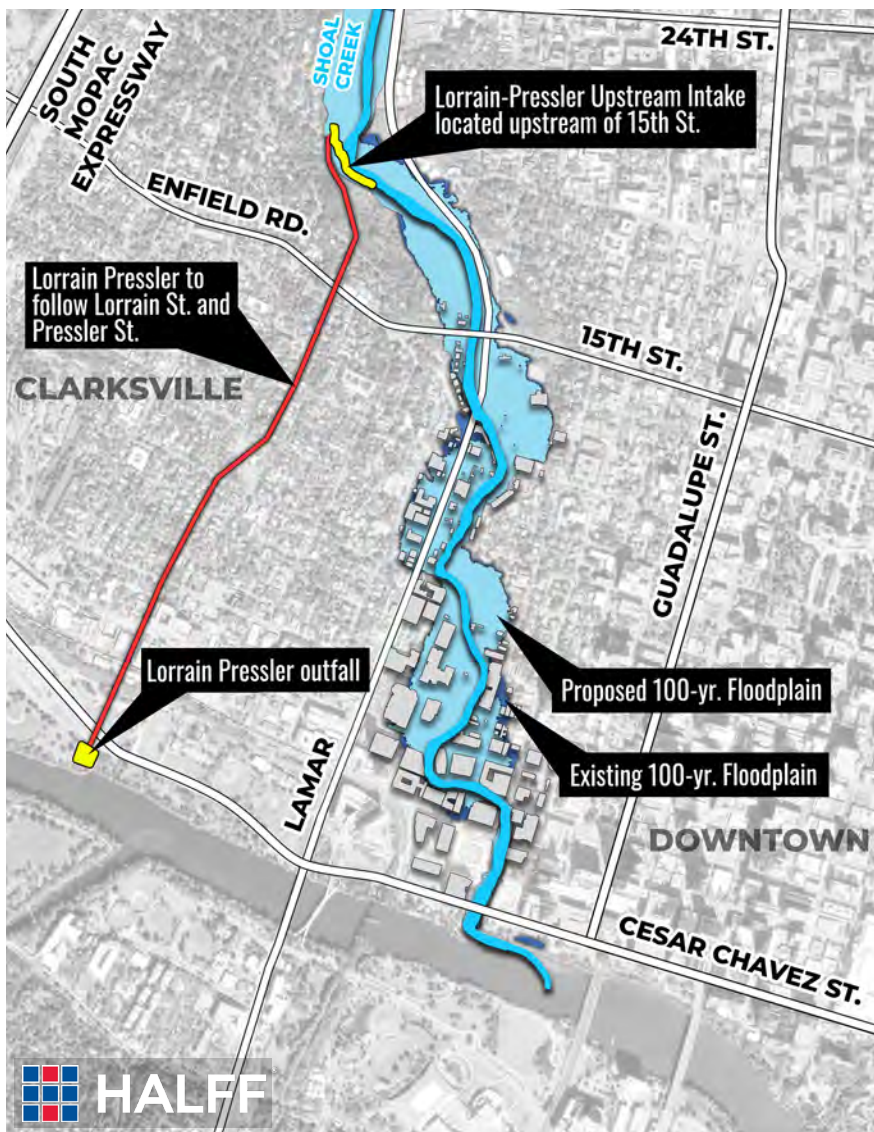 24TH ST.
SHOAL
CREEK
SOUTH
MOPAC
EXPRESSWAY
Lorrain-Pressler Upstream Intake
located upstream of 15th St.
ENFIELD RD.
Lorrain Pressler to
follow Lorrain St. and
Pressler St.
15TH ST.
CLARKSVILLE
GUADALUPE ST.
Lorrain Pressler outfall
Proposed 100-yr. Floodplain
LAMAR
Existing 100-yr. Floodplain
DOWNTOWN
CESAR CHAVEZ ST.
HALFF